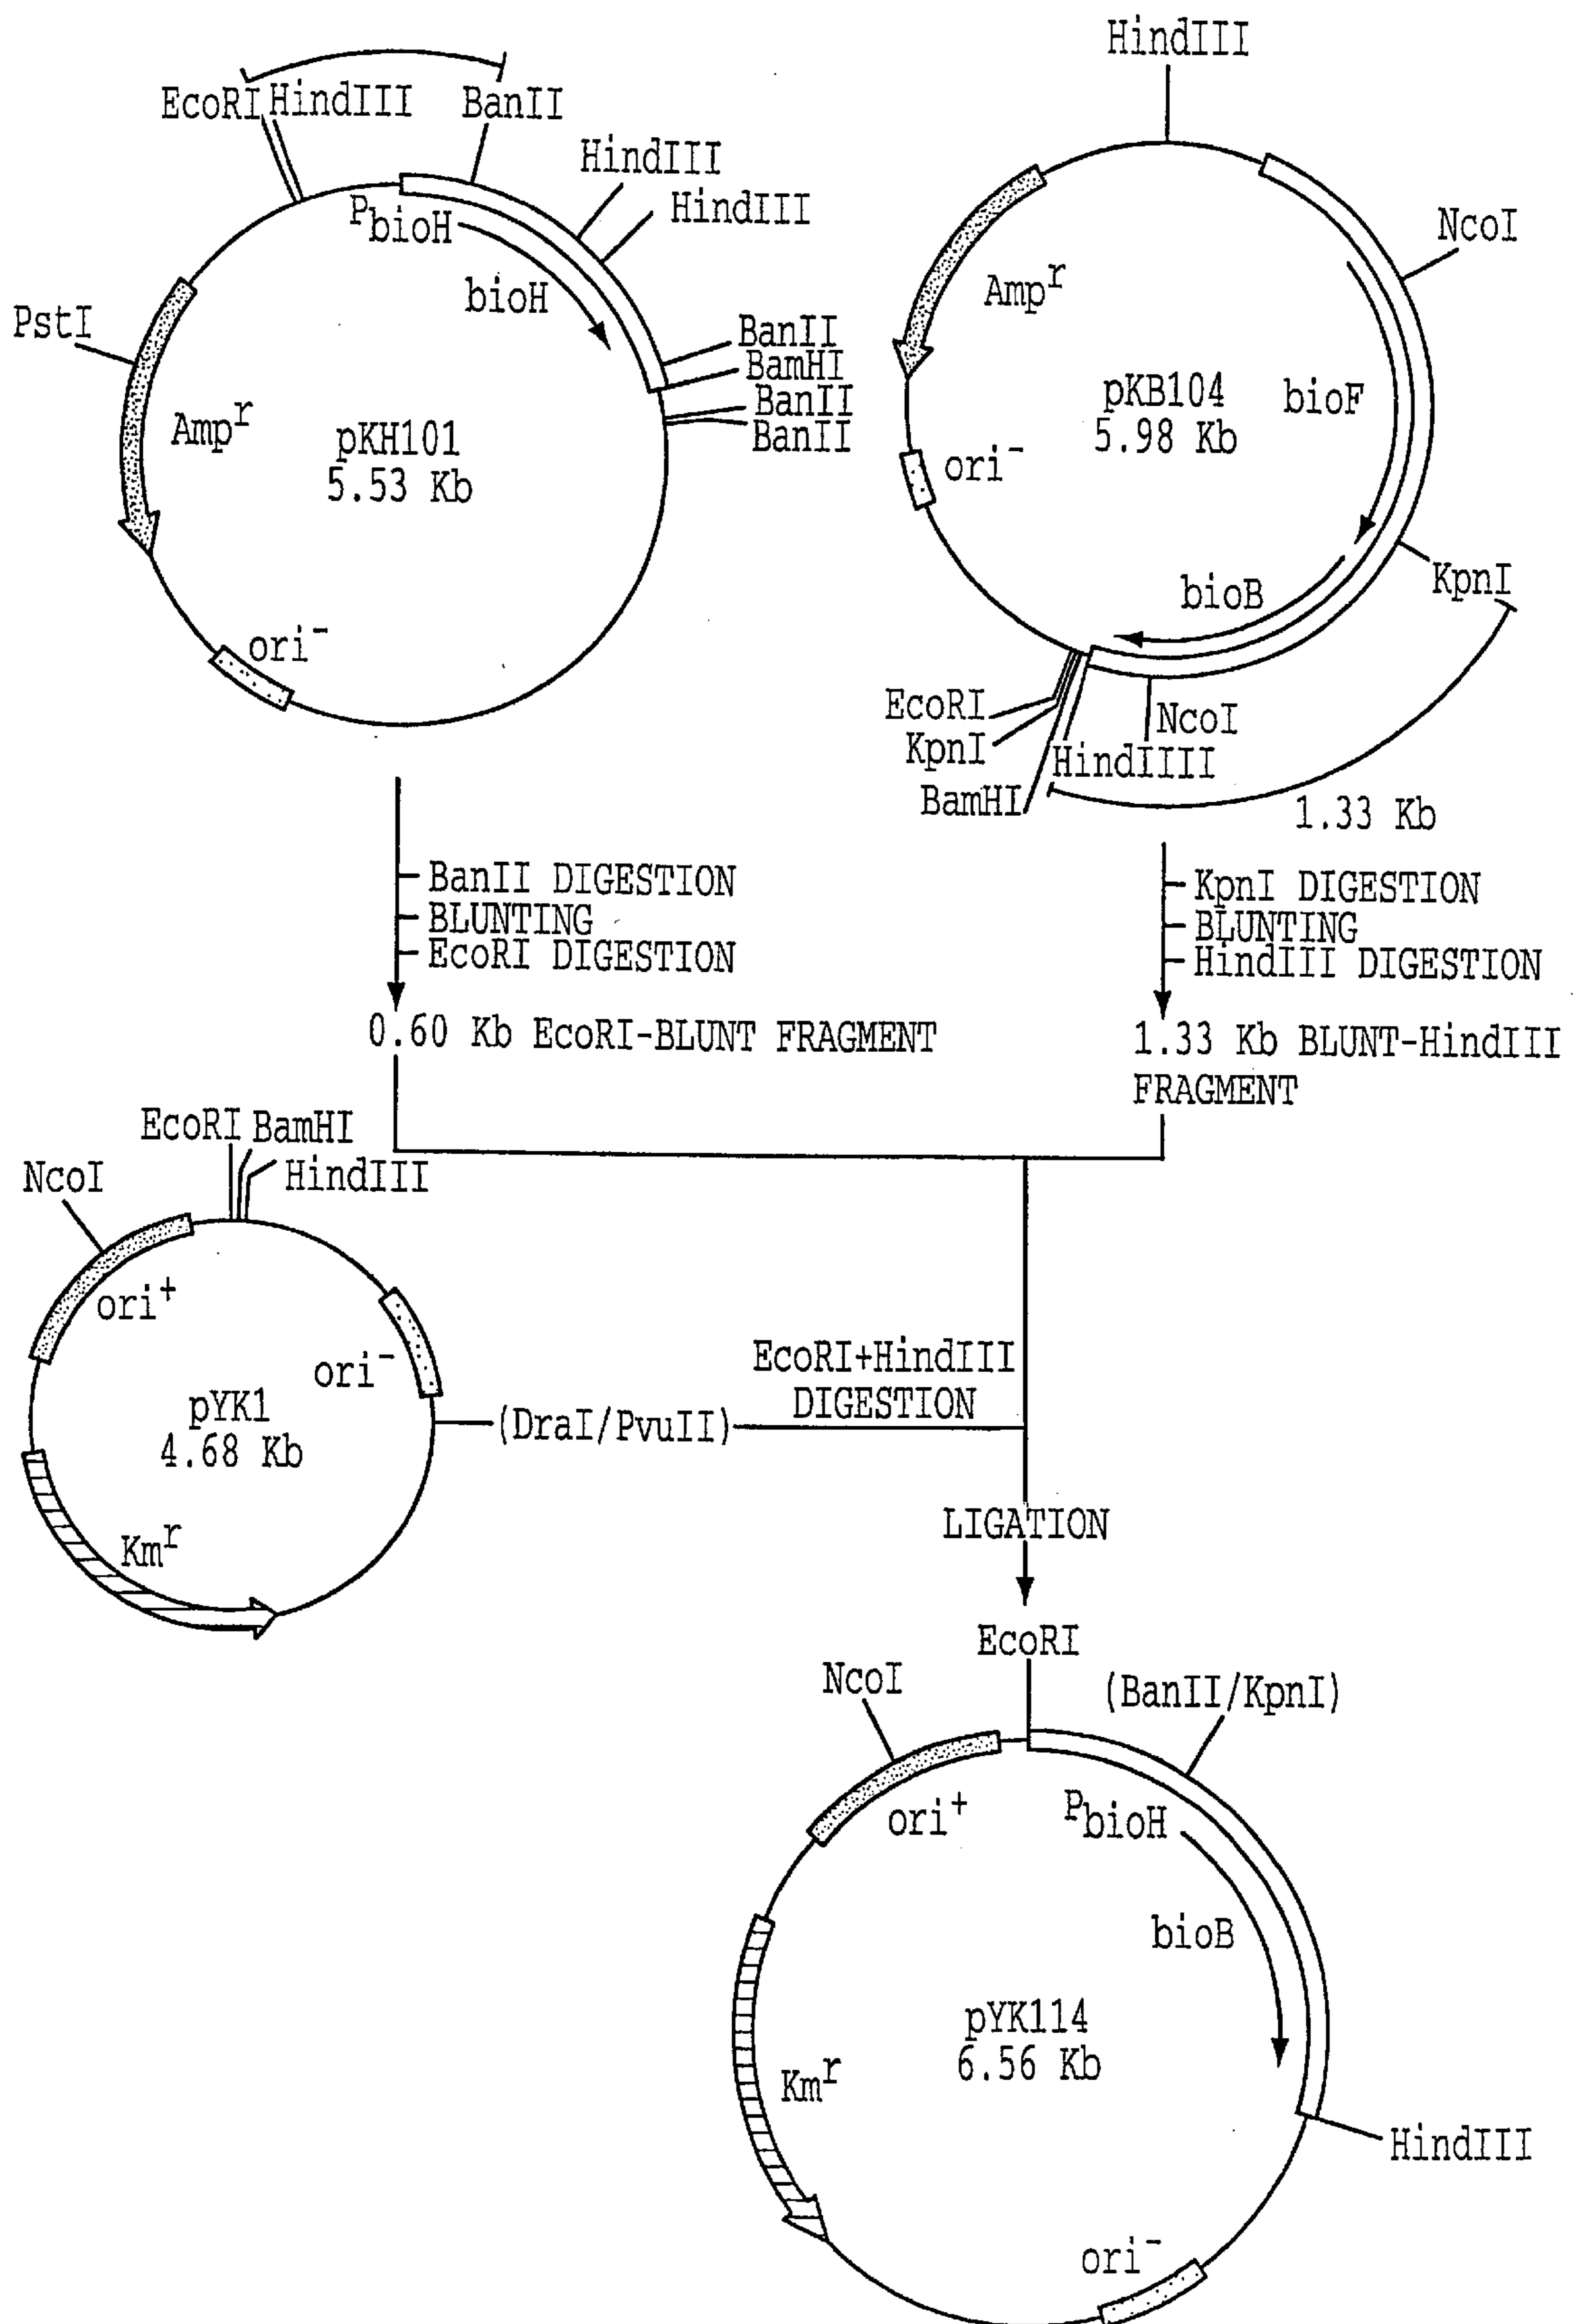 HindIII
EcoRI HindIII BanII
HindIII
HindIII
PbioH
bioH
PstI
BanII
BamHI
BanII
BanII
Ampr
pKH101
5.53 Kb
ori-
NcoI
Ampr
pKB104
5.98 Kb
bioF
ori-
bioB
KpnI
EcoRI
KpnI
BamHI
NcoI
HindIIII
1.33 Kb
BanII DIGESTION
BLUNTING
EcoRI DIGESTION
KpnI DIGESTION
BLUNTING
HindIII DIGESTION
0.60 Kb EcoRI-BLUNT FRAGMENT
1.33 Kb BLUNT-HindIII
FRAGMENT
EcoRI BamHI
HindIII
NcoI
ori+
ori-
pYK1
4.68 Kb
Kmr
(DraI/PvuII)
EcoRI+HindIII
DIGESTION
LIGATION
EcoRI
NcoI
(BanII/KpnI)
ori+
PbioH
bioB
pYK114
6.56 Kb
Kmr
HindIII
ori-